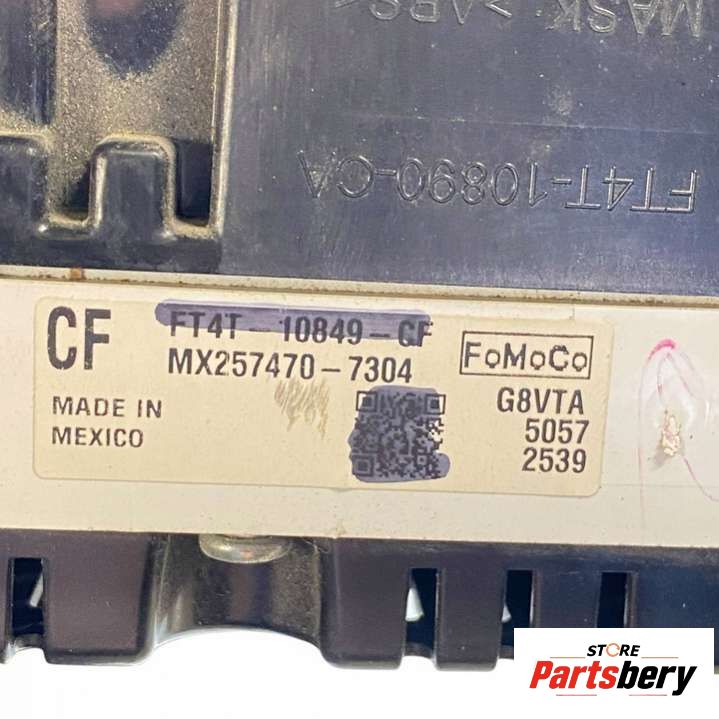 MASK >ABS<
FT4T-10890-CA
CF
FT4T-10849-CF
MX257470-7304
FoMoCo
MADE IN
MEXICO
G8VTA
5057
2539
STORE
Partsbery